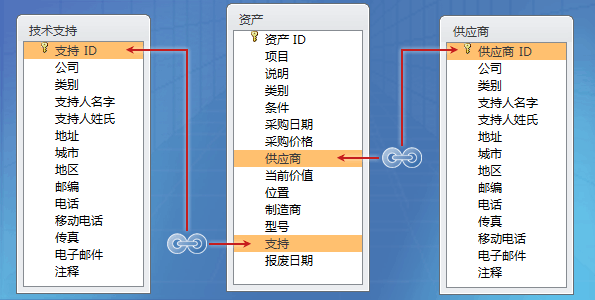 技术支持
支持 ID
公司
类别
支持人名字
支持人姓氏
地址
城市
地区
邮编
电话
移动电话
传真
电子邮件
注释
资产
资产 ID
项目
说明
类别
条件
采购日期
采购价格
供应商
当前价值
位置
制造商
型号
支持
报废日期
供应商
供应商 ID
公司
类别
支持人名字
支持人姓氏
地址
城市
地区
邮编
电话
传真
移动电话
电子邮件
注释